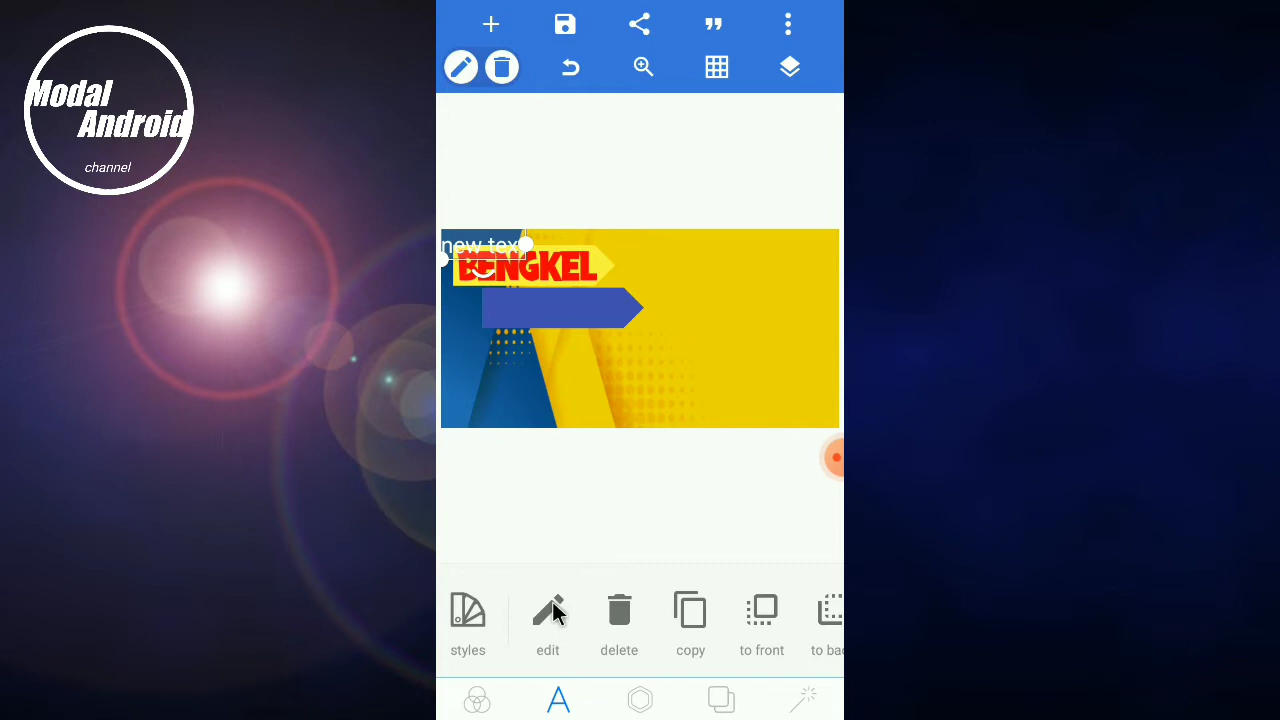 Modal
Android
channel
new tex
BENGKEL
styles
edit
delete
copy
to front
to bac